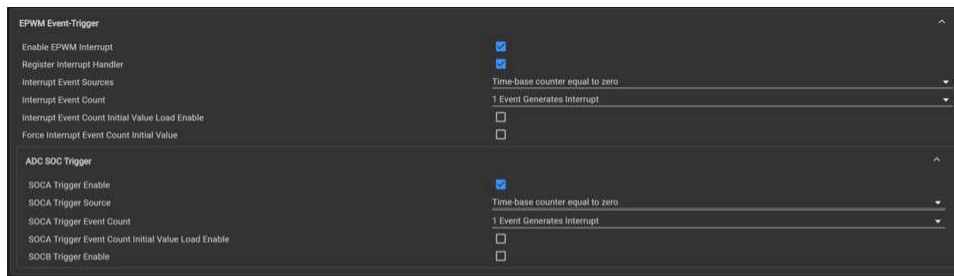 EPWM Event-Trigger
Enable EPWM Interrupt
Register Interrupt Handler
Interrupt Event Sources Time-base counter equal to zero
Interrupt Event Count 1 Event Generates Interrupt
Interrupt Event Count Initial Value Load Enable
Force Interrupt Event Count Initial Value
ADC SOC Trigger
SOCA Trigger Enable
SOCA Trigger Source Time-base counter equal to zero
SOCA Trigger Event Count 1 Event Generates Interrupt
SOCA Trigger Event Count Initial Value Load Enable
SOCB Trigger Enable